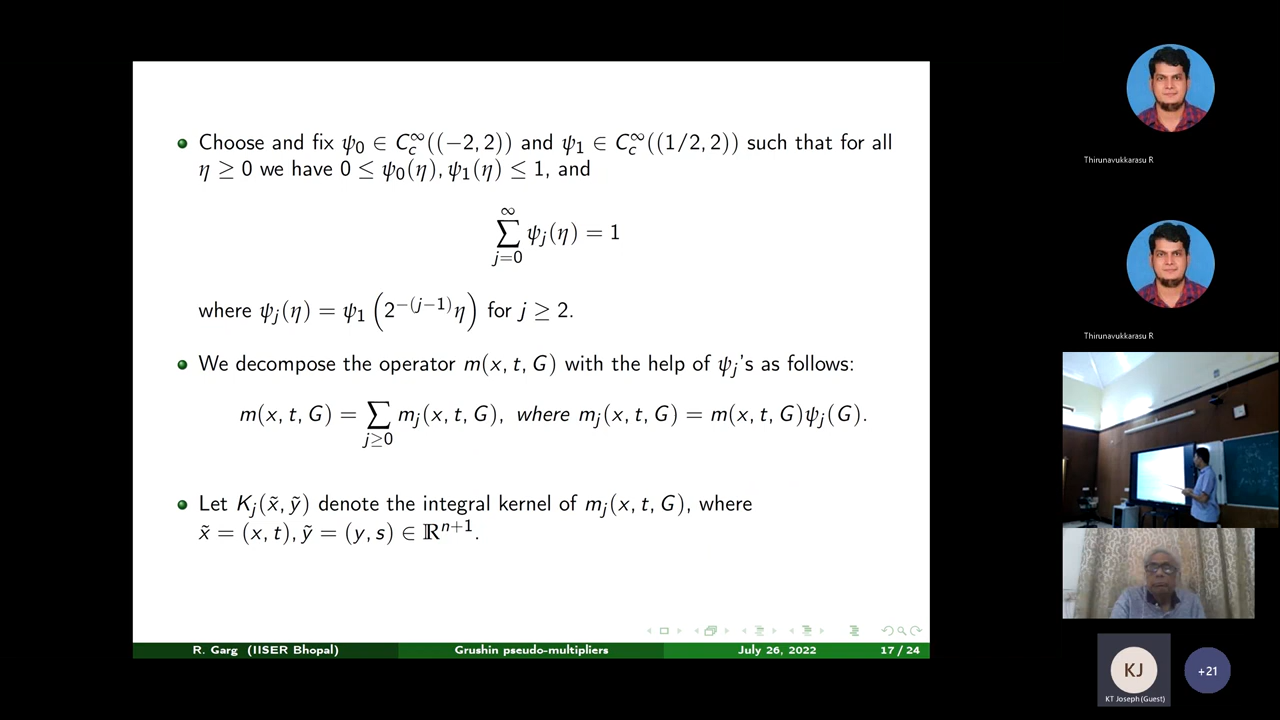 Choose and fix ψ₀ ∈ C_c^∞((−2, 2)) and ψ₁ ∈ C_c^∞((1/2, 2)) such that for all
η ≥ 0 we have 0 ≤ ψ₀(η), ψ₁(η) ≤ 1, and
∑_{j=0}^{∞} ψ_j(η) = 1
where ψ_j(η) = ψ₁(2^{−(j−1)}η) for j ≥ 2.
We decompose the operator m(x, t, G) with the help of ψ_j's as follows:
m(x, t, G) = ∑_{j≥0} m_j(x, t, G), where m_j(x, t, G) = m(x, t, G)ψ_j(G).
Let K_j(x̃, ỹ) denote the integral kernel of m_j(x, t, G), where
x̃ = (x, t), ỹ = (y, s) ∈ ℝ^{n+1}.
R. Garg (IISER Bhopal) Grushin pseudo-multipliers July 26, 2022 17 / 24
Thirunavukkarasu R
Thirunavukkarasu R
KJ
KT Joseph (Guest)
+21